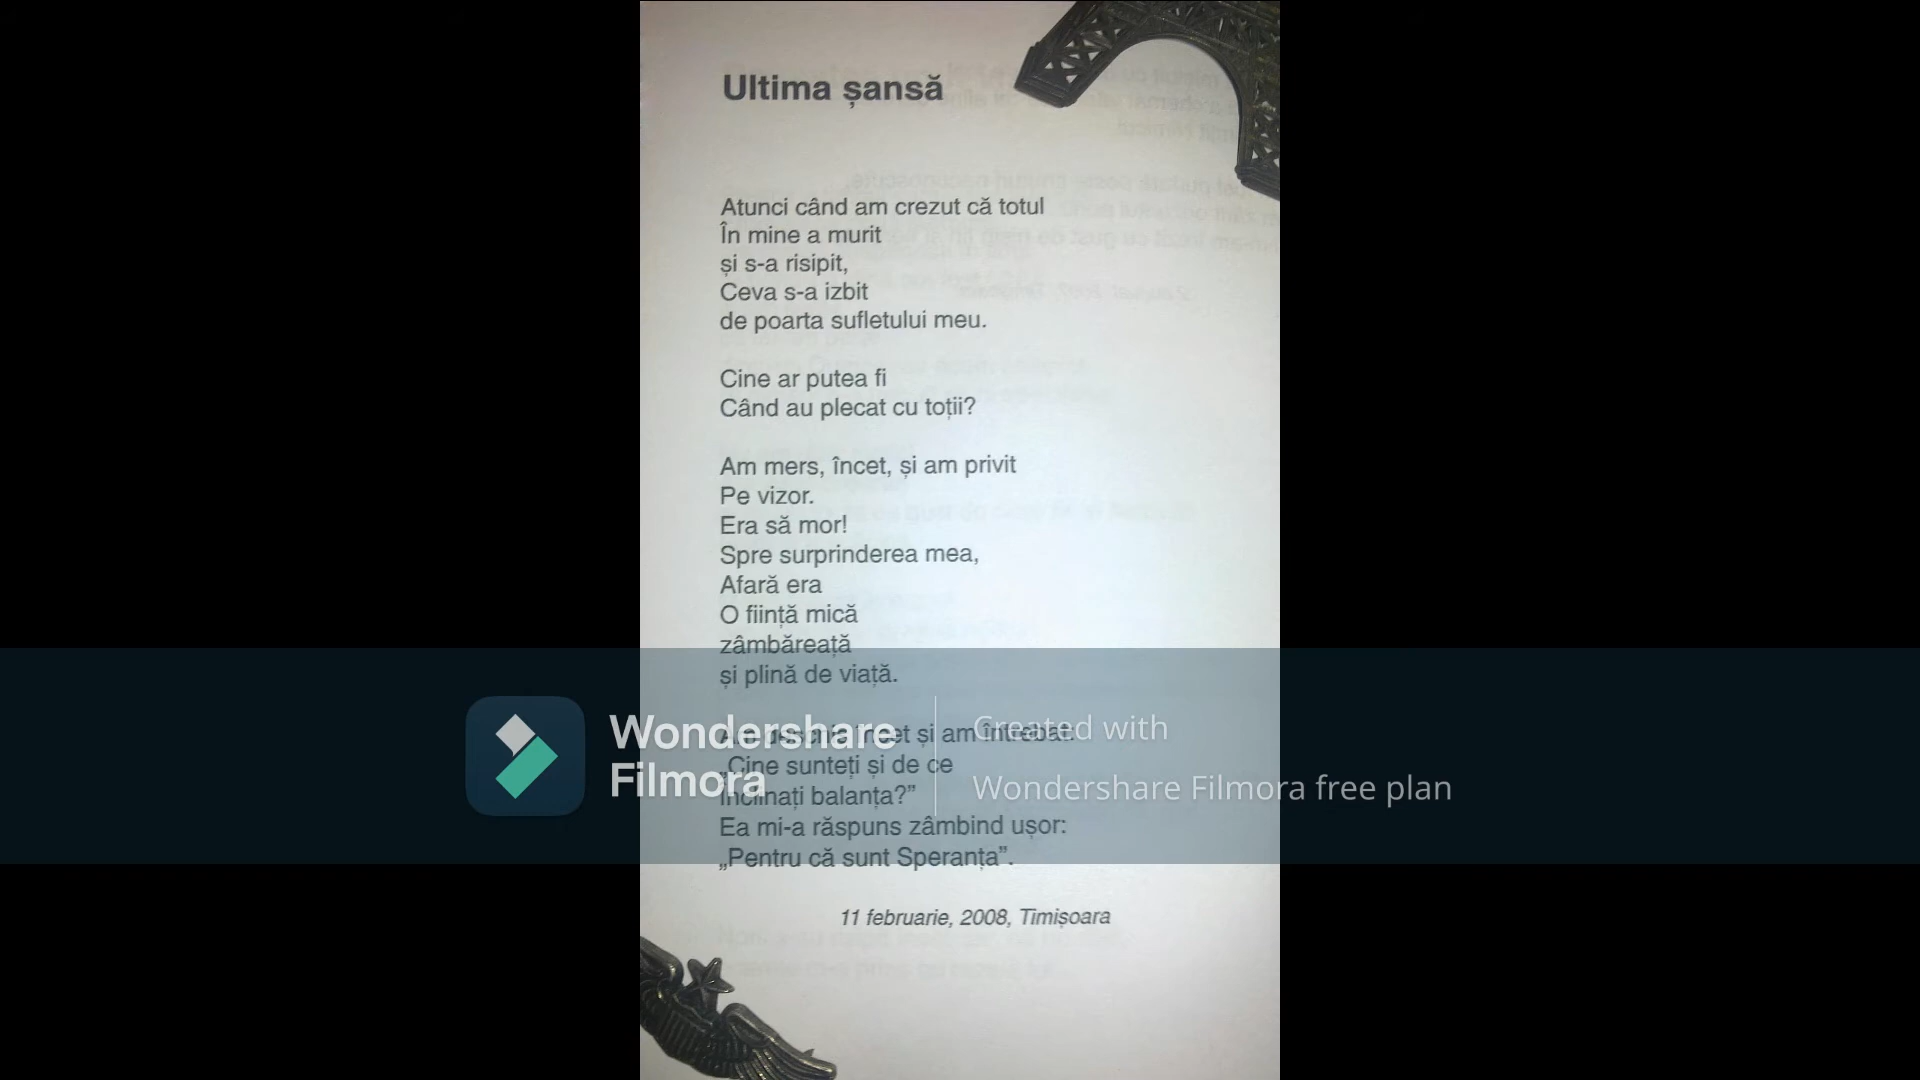 Ultima șansă
Atunci când am crezut că totul
În mine a murit
și s-a risipit,
Ceva s-a izbit
de poarta sufletului meu.
Cine ar putea fi
Când au plecat cu toții?
Am mers, încet, și am privit
Pe vizor.
Era să mor!
Spre surprinderea mea,
Afară era
O ființă mică
zâmbăreață
și plină de viață.
Am deschis încet și am întrebat:
„Cine sunteți și de ce
Înclinați balanța?”
Ea mi-a răspuns zâmbind ușor:
„Pentru că sunt Speranța”.
11 februarie, 2008, Timișoara
Wondershare
Filmora
Created with
Wondershare Filmora free plan